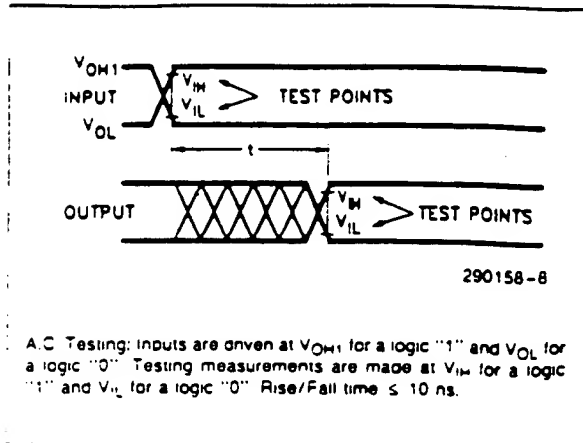 VOH1
INPUT
VOL
VIH
VIL
TEST POINTS
t
OUTPUT
VIH
VIL
TEST POINTS
290158-8
A.C. Testing: Inputs are driven at VOH1 for a logic "1" and VOL for
a logic "0" Testing measurements are made at VIH for a logic
"1" and VIL for a logic "0" Rise/Fall time ≤ 10 ns.